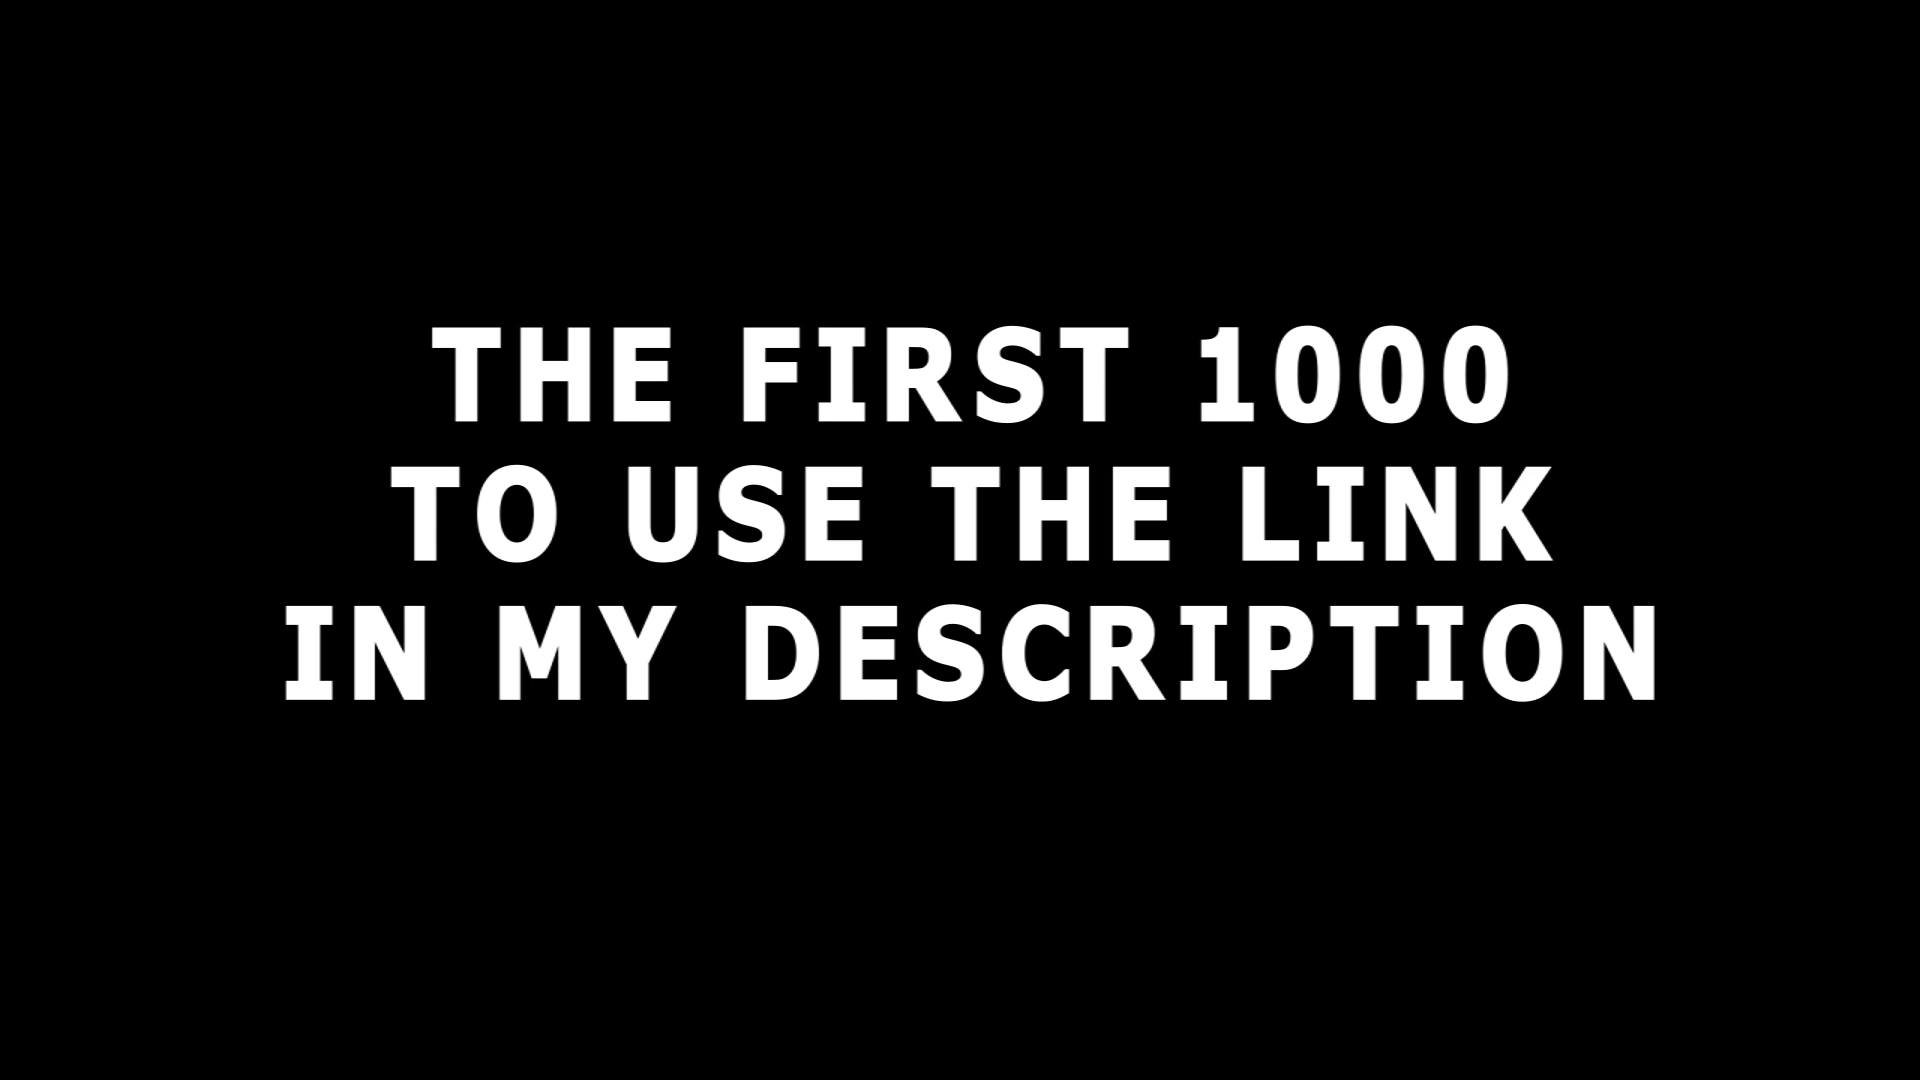 THE FIRST 1000
TO USE THE LINK
IN MY DESCRIPTION